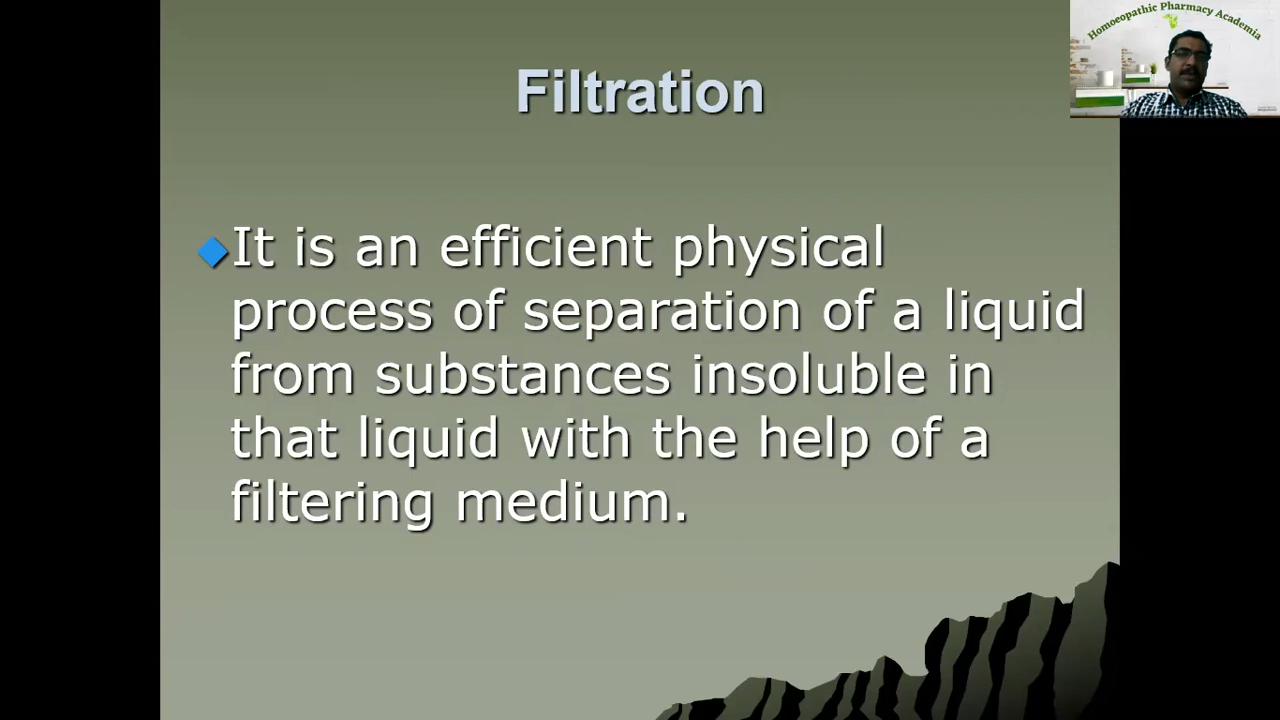 Homoeopathic Pharmacy Academia
Filtration
It is an efficient physical
process of separation of a liquid
from substances insoluble in
that liquid with the help of a
filtering medium.